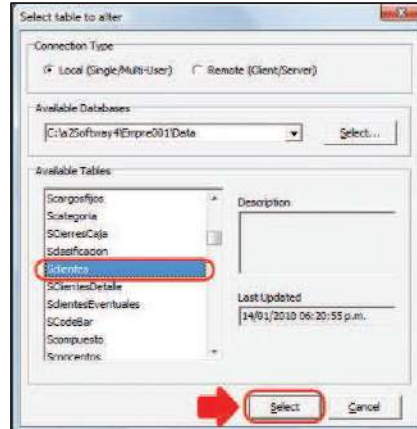 Select table to alter
Connection Type
Local (Single/Multi-User) Remote (Client/Server)
Available Databases
C:\a2Softway4\Empre001\Data Select...
Available Tables
Scargosfijos
Scategoria
SCierresCaja
Sclasificacion
Sclientes
SClientesDetalle
SclientesEventuales
SCodeBar
Scompuesto
Sconceptos
Description
Last Updated
14/01/2010 06:20:55 p.m.
Select Cancel